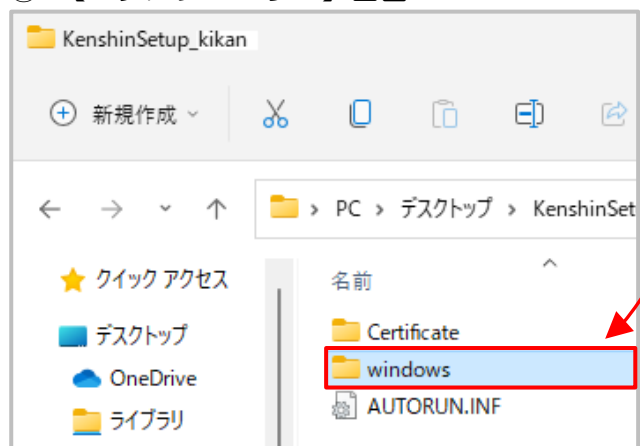 KenshinSetup_kikan
新規作成
PC > デスクトップ > KenshinSet
クイック アクセス
名前
デスクトップ
Certificate
OneDrive
windows
ライブラリ
AUTORUN.INF